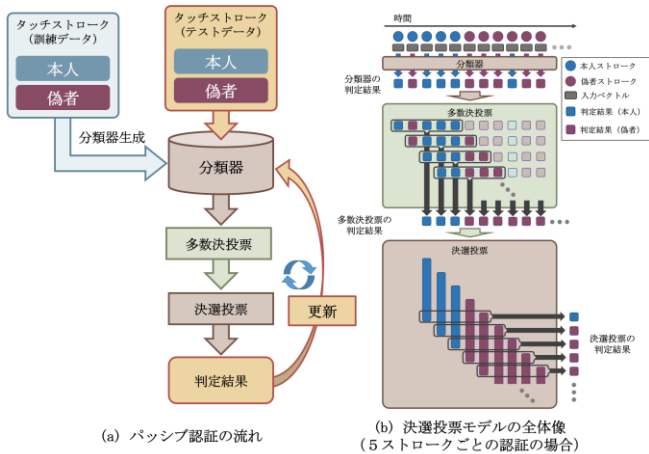 タッチストローク
(訓練データ)
本人
偽者
タッチストローク
(テストデータ)
本人
偽者
分類器生成
分類器
多数決投票
決選投票
更新
判定結果
(a) パッシブ認証の流れ
時間
分類器
分類器の
判定結果
多数決投票
多数決投票の
判定結果
決選投票
決選投票の
判定結果
本人ストローク
偽者ストローク
入力ベクトル
判定結果(本人)
判定結果(偽者)
(b) 決選投票モデルの全体像
(5ストロークごとの認証の場合)